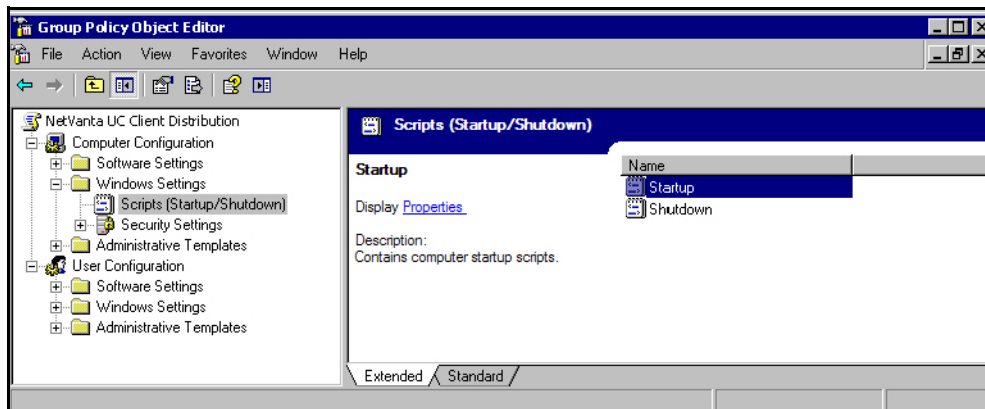 Group Policy Object Editor
File Action View Favorites Window Help
NetVanta UC Client Distribution
Computer Configuration
Software Settings
Windows Settings
Scripts (Startup/Shutdown)
Security Settings
Administrative Templates
User Configuration
Software Settings
Windows Settings
Administrative Templates
Scripts (Startup/Shutdown)
Startup
Display Properties
Description:
Contains computer startup scripts.
Name
Startup
Shutdown
Extended Standard